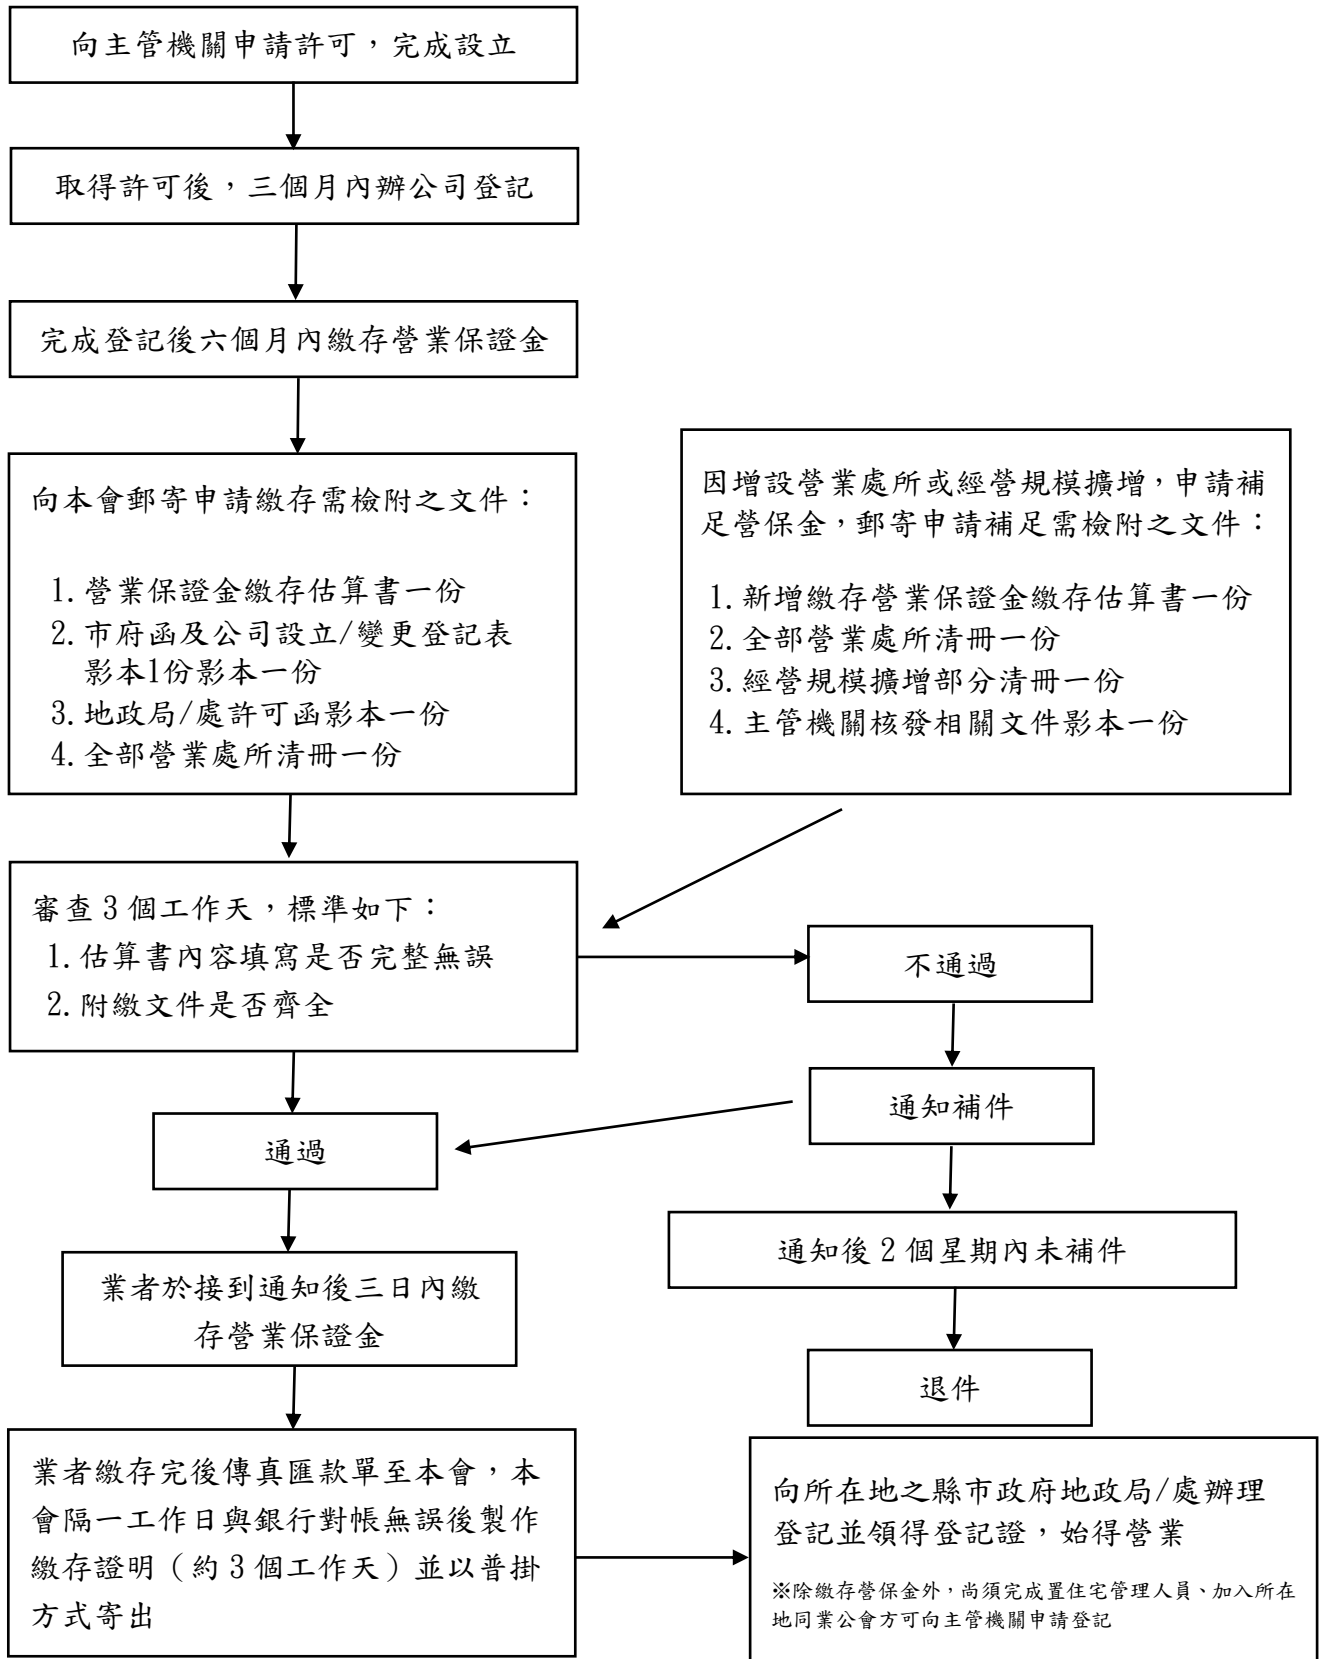 向主管機關申請許可，完成設立
取得許可後，三個月內辦公司登記
完成登記後六個月內繳存營業保證金
向本會郵寄申請繳存需檢附之文件：
1.營業保證金繳存估算書一份
2.市府函及公司設立/變更登記表
影本1份影本一份
3.地政局/處許可函影本一份
4.全部營業處所清冊一份
因增設營業處所或經營規模擴增，申請補
足營保金，郵寄申請補足需檢附之文件：
1.新增繳存營業保證金繳存估算書一份
2.全部營業處所清冊一份
3.經營規模擴增部分清冊一份
4.主管機關核發相關文件影本一份
審查3個工作天，標準如下：
1.估算書內容填寫是否完整無誤
2.附繳文件是否齊全
不通過
通知補件
通過
通知後2個星期內未補件
業者於接到通知後三日內繳
存營業保證金
退件
業者繳存完後傳真匯款單至本會，本
會隔一工作日與銀行對帳無誤後製作
繳存證明（約3個工作天）並以普掛
方式寄出
向所在地之縣市政府地政局/處辦理
登記並領得登記證，始得營業
※除繳存營保金外，尚須完成置住宅管理人員、加入所在
地同業公會方可向主管機關申請登記